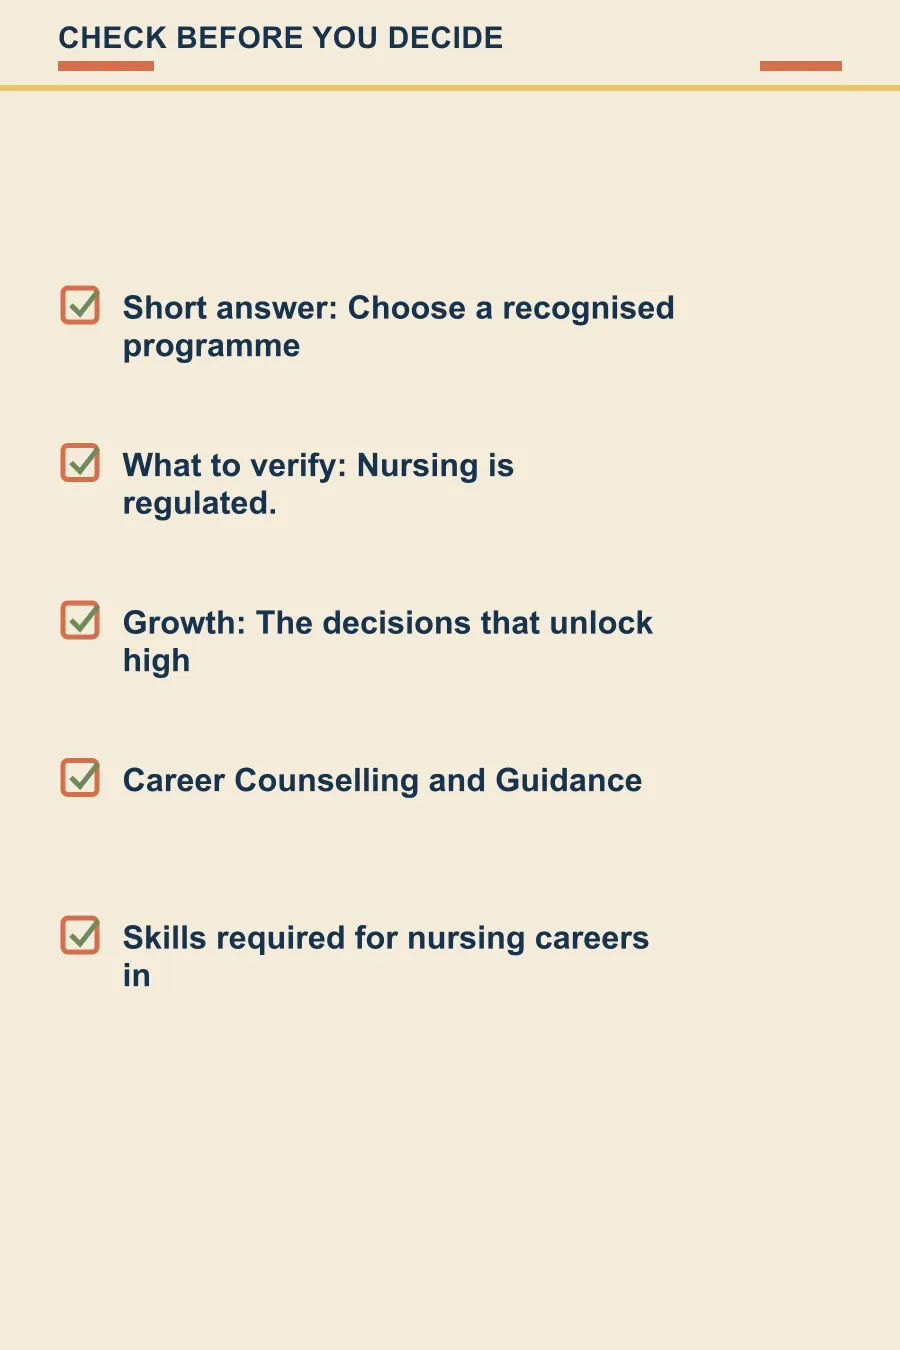 CHECK BEFORE YOU DECIDE
Short answer: Choose a recognised
programme
What to verify: Nursing is
regulated.
Growth: The decisions that unlock
high
Career Counselling and Guidance
Skills required for nursing careers
in